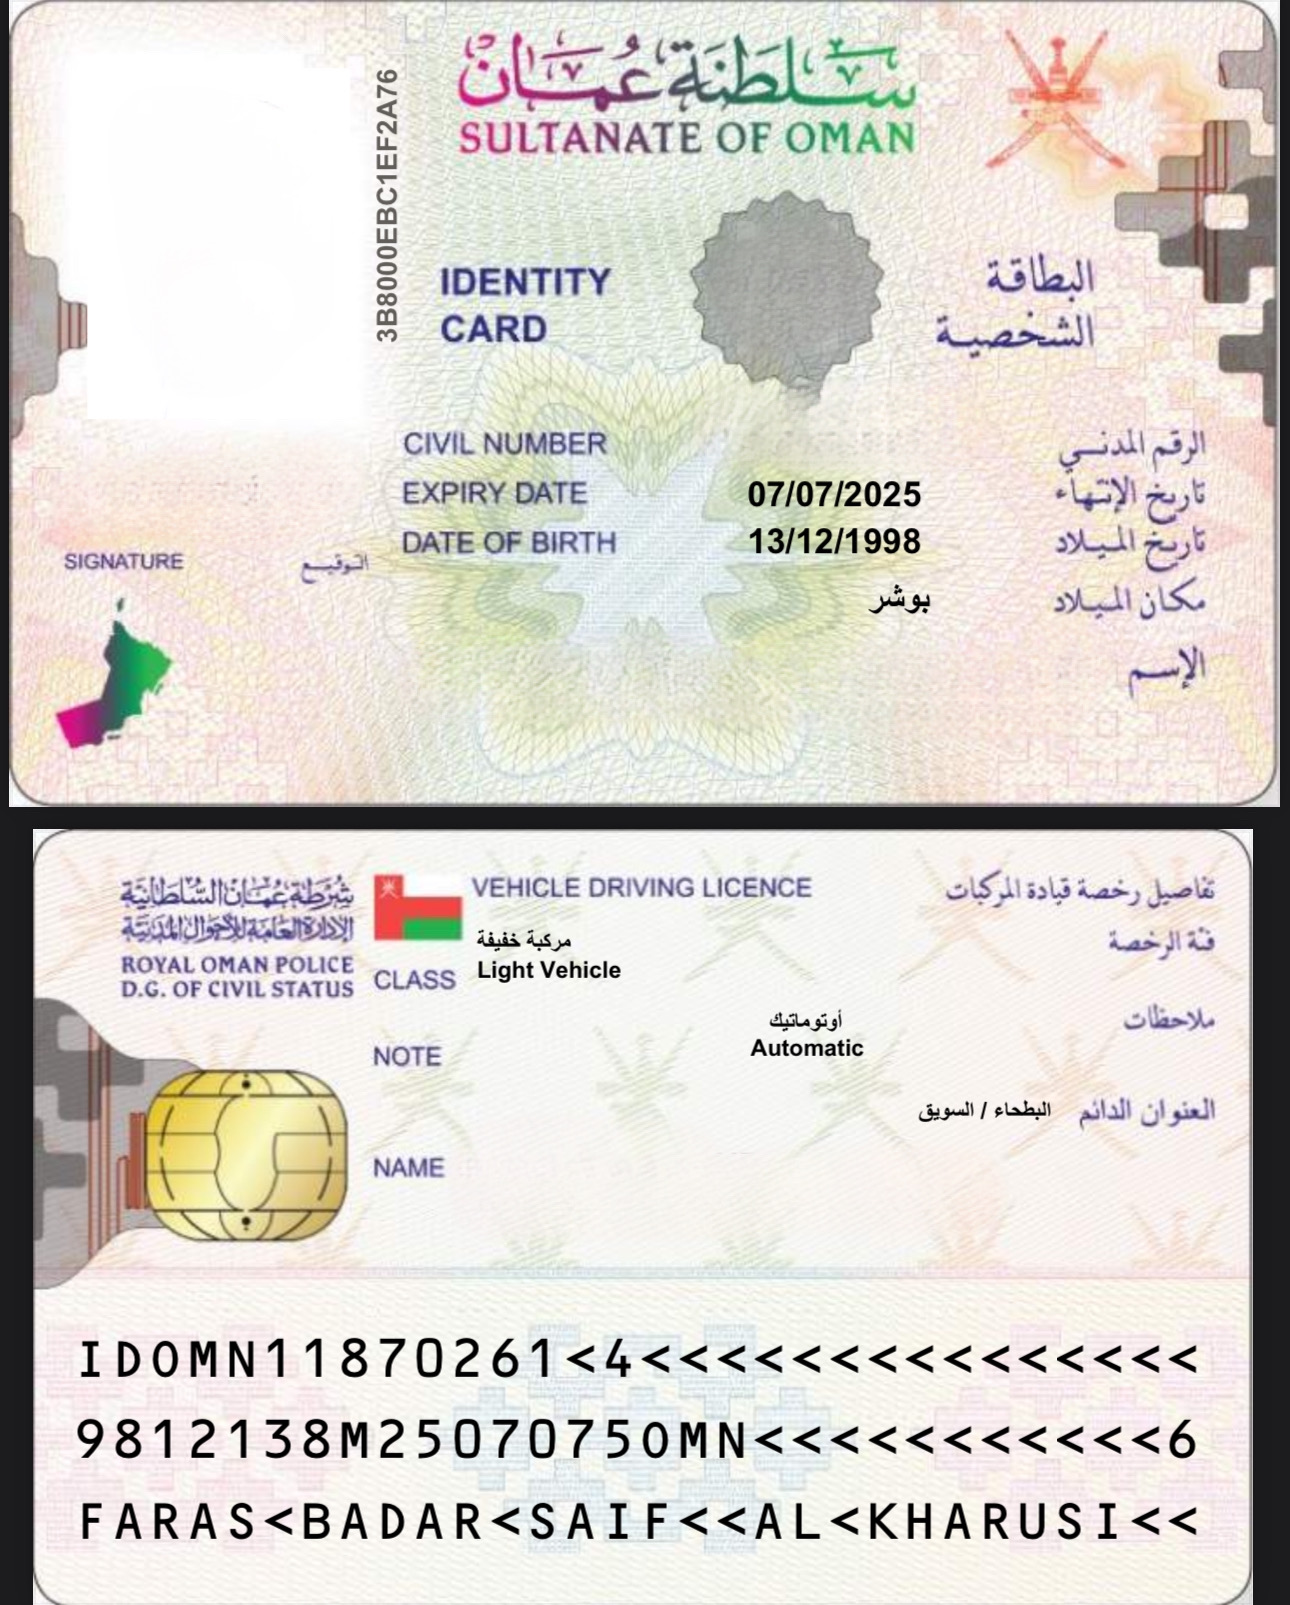 سلطنة عمان
SULTANATE OF OMAN
3B8000EBC1EF2A76
IDENTITY CARD
البطاقة الشخصية
CIVIL NUMBER الرقم المدني
EXPIRY DATE 07/07/2025 تاريخ الإنتهاء
DATE OF BIRTH 13/12/1998 تاريخ الميلاد
بوشر مكان الميلاد
الإسم
SIGNATURE التوقيع
شرطة عمان السلطانية
الإدارة العامة للأحوال المدنية
ROYAL OMAN POLICE
D.G. OF CIVIL STATUS
VEHICLE DRIVING LICENCE تفاصيل رخصة قيادة المركبات
مركبة خفيفة فئة الرخصة
CLASS Light Vehicle
أوتوماتيك ملاحظات
NOTE Automatic
العنوان الدائم البطحاء / السويق
NAME
IDOMN11870261<4<<<<<<<<<<<<<<<
9812138M2507075OMN<<<<<<<<<<<6
FARAS<BADAR<SAIF<<AL<KHARUSI<<